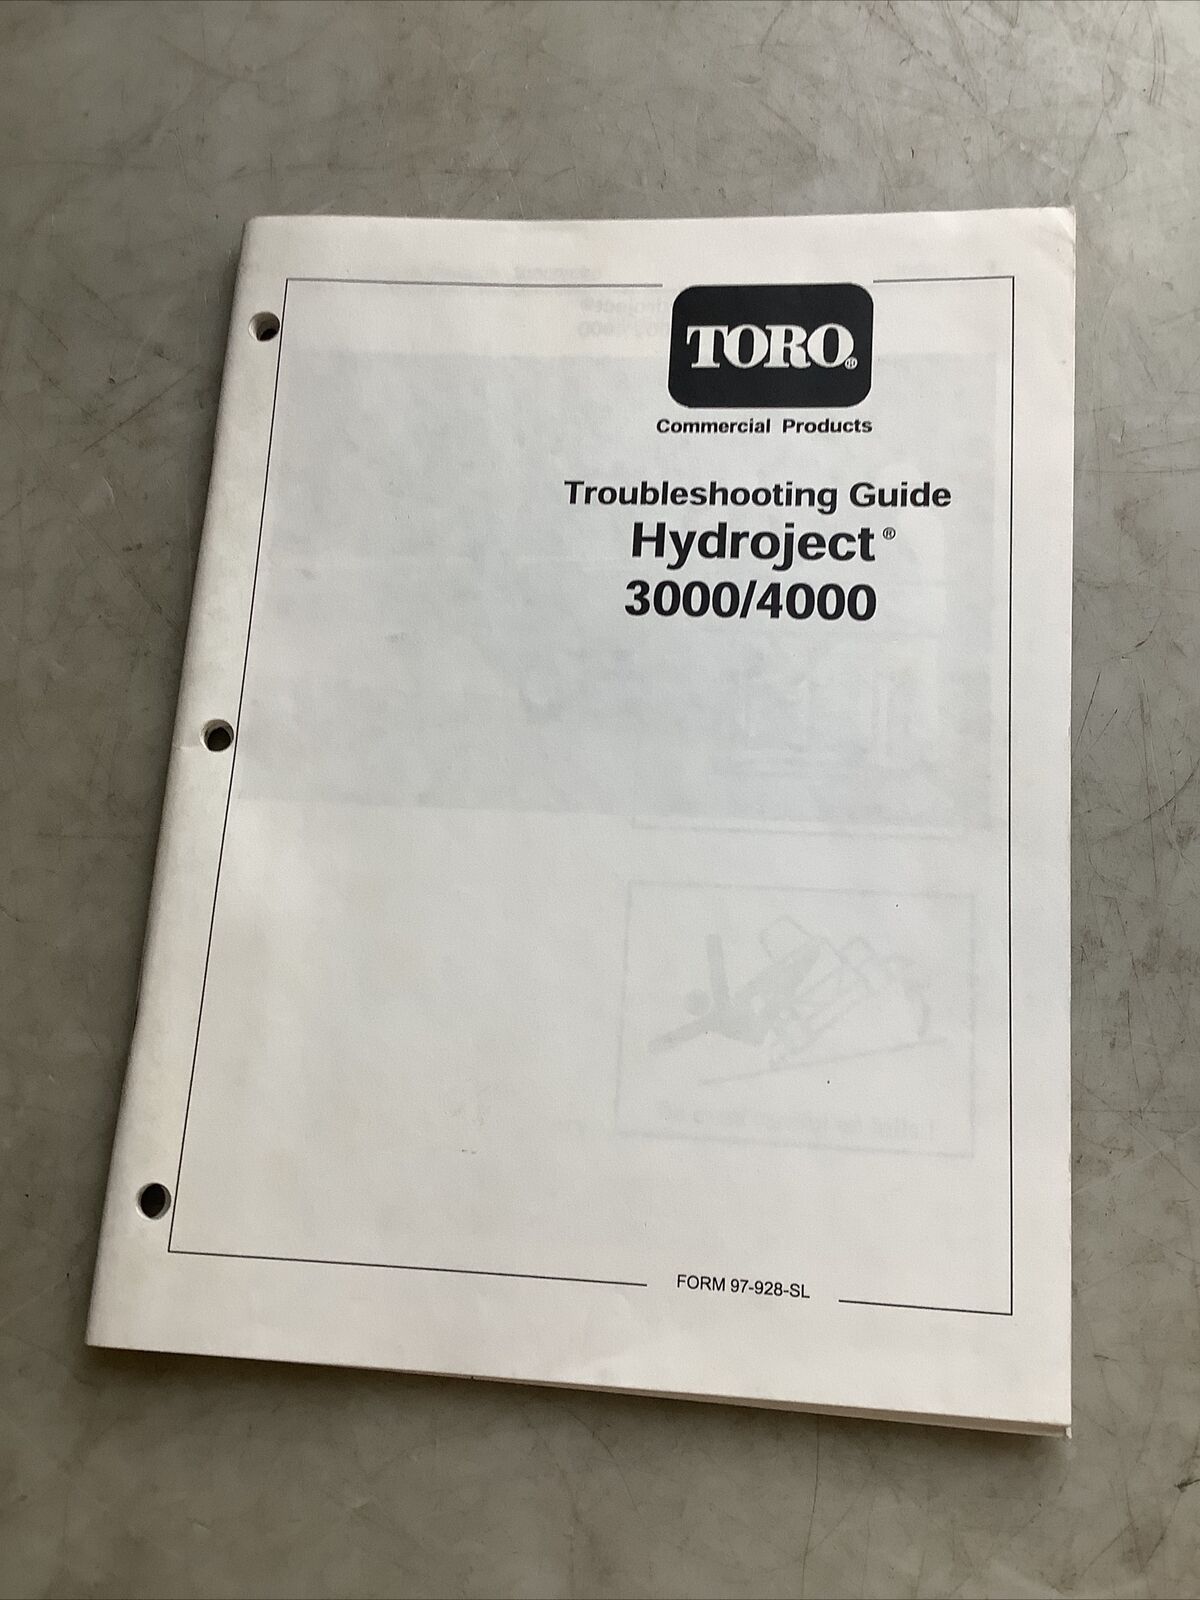 TORO®
Commercial Products
Troubleshooting Guide
Hydroject®
3000/4000
FORM 97-928-SL